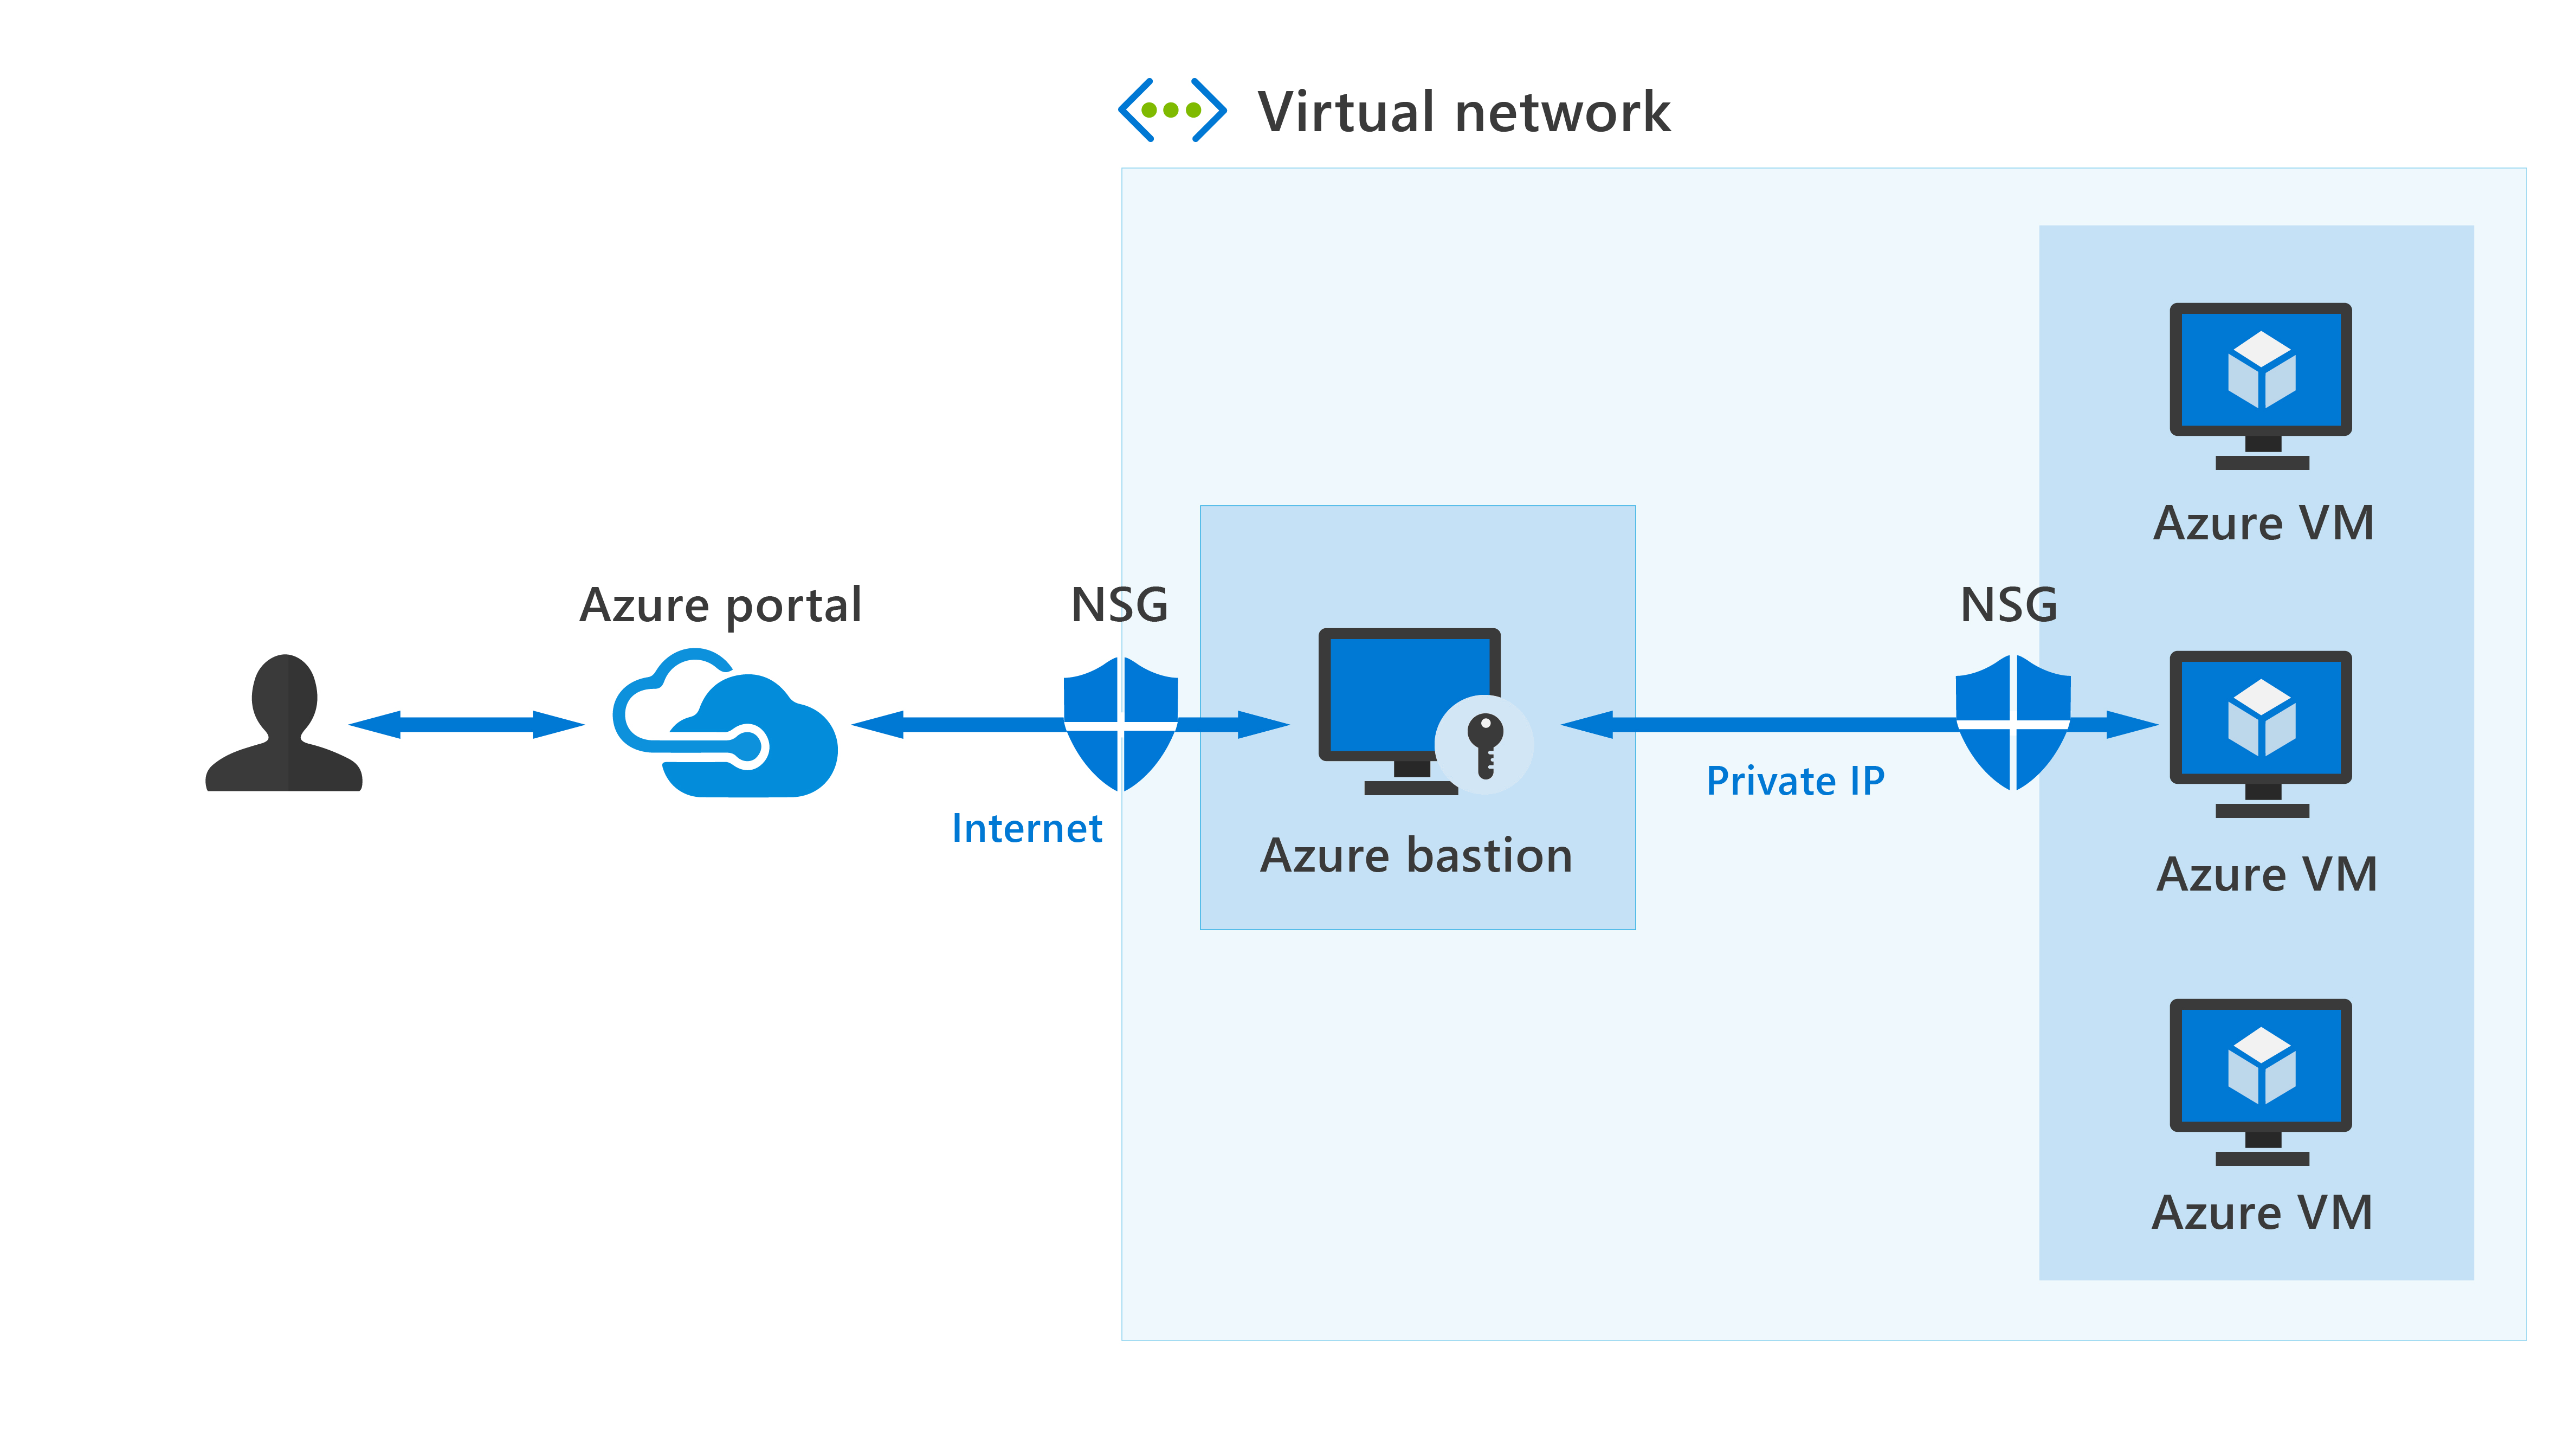 Virtual network
Azure portal
NSG
Internet
Azure bastion
Private IP
NSG
Azure VM
Azure VM
Azure VM